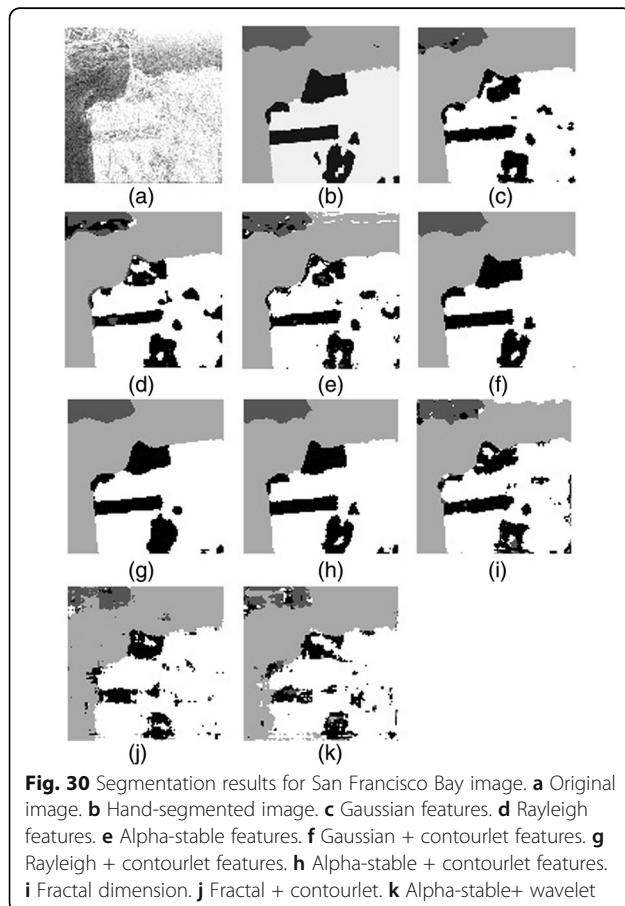 (a) (b) (c)
(d) (e) (f)
(g) (h) (i)
(j) (k)
Fig. 30 Segmentation results for San Francisco Bay image. a Original
image. b Hand-segmented image. c Gaussian features. d Rayleigh
features. e Alpha-stable features. f Gaussian + contourlet features. g
Rayleigh + contourlet features. h Alpha-stable + contourlet features.
i Fractal dimension. j Fractal + contourlet. k Alpha-stable+ wavelet